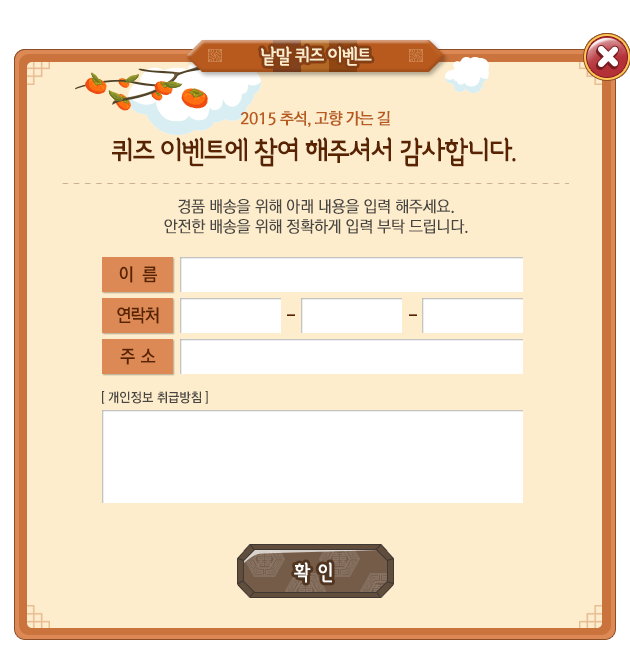 낱말 퀴즈 이벤트
2015 추석, 고향 가는 길
퀴즈 이벤트에 참여 해주셔서 감사합니다.
경품 배송을 위해 아래 내용을 입력 해주세요.
안전한 배송을 위해 정확하게 입력 부탁 드립니다.
이 름
연락처 - -
주 소
[ 개인정보 취급방침 ]
확 인